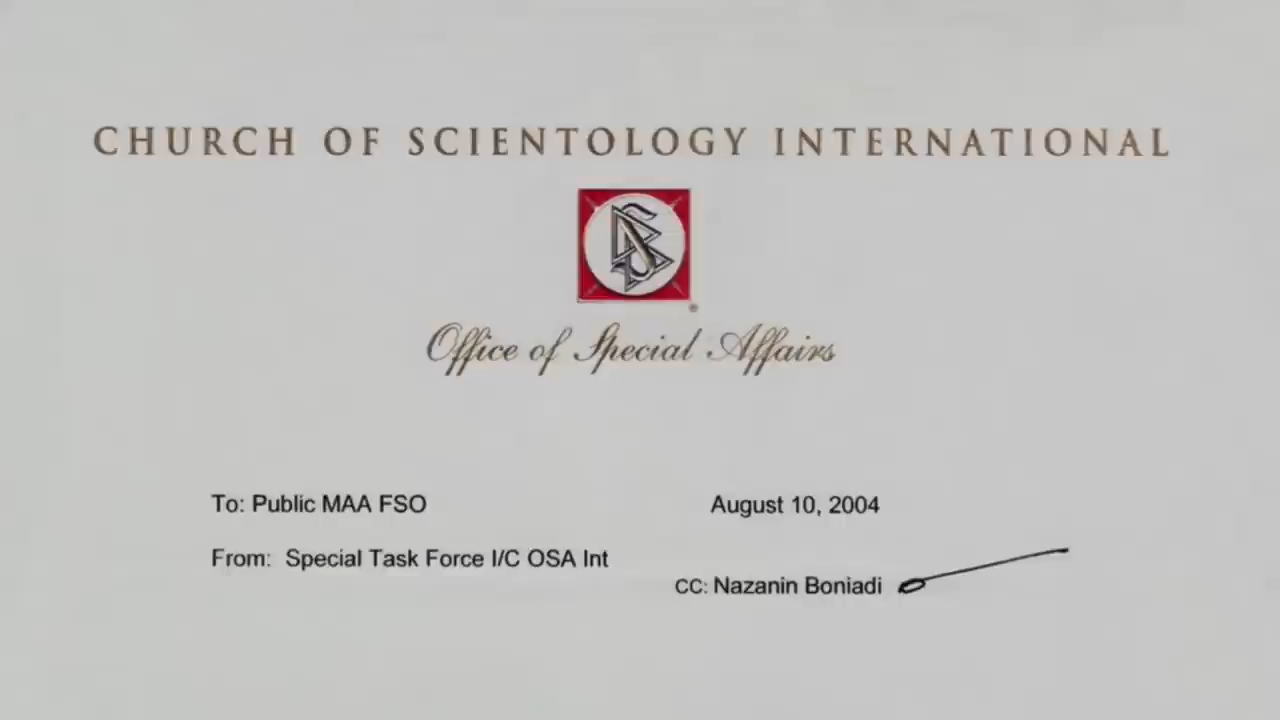 CHURCH OF SCIENTOLOGY INTERNATIONAL
®
Office of Special Affairs
To: Public MAA FSO
August 10, 2004
From: Special Task Force I/C OSA Int
CC: Nazanin Boniadi